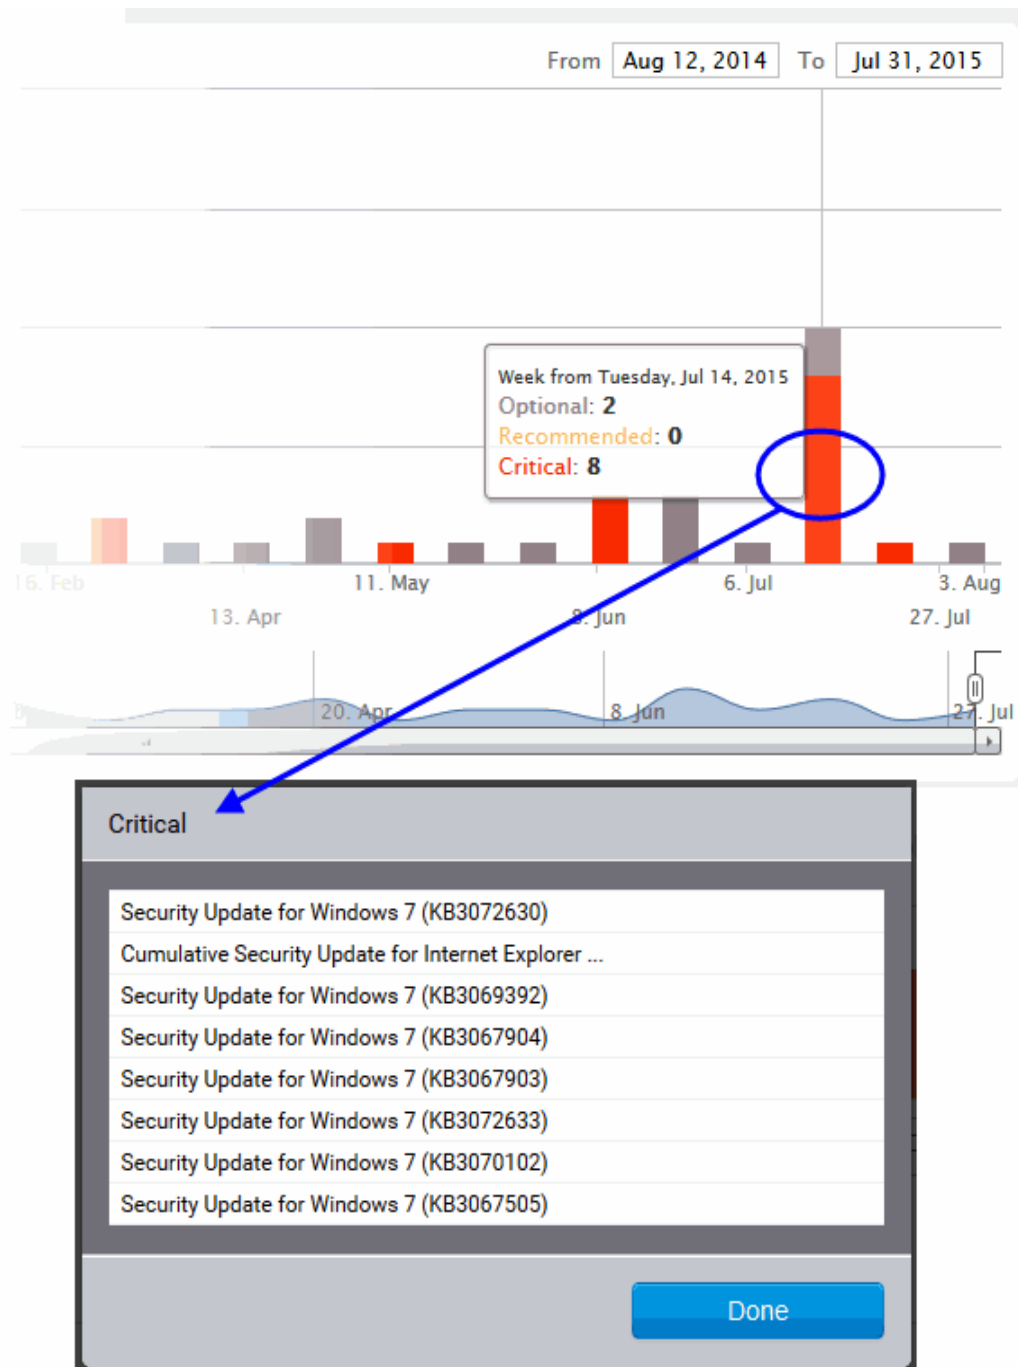 From Aug 12, 2014 To Jul 31, 2015
Week from Tuesday, Jul 14, 2015
Optional: 2
Recommended: 0
Critical: 8
16. Feb 11. May 6. Jul 3. Aug
13. Apr 8. Jun 27. Jul
20. Apr 8. Jun 27. Jul
Critical
Security Update for Windows 7 (KB3072630)
Cumulative Security Update for Internet Explorer ...
Security Update for Windows 7 (KB3069392)
Security Update for Windows 7 (KB3067904)
Security Update for Windows 7 (KB3067903)
Security Update for Windows 7 (KB3072633)
Security Update for Windows 7 (KB3070102)
Security Update for Windows 7 (KB3067505)
Done